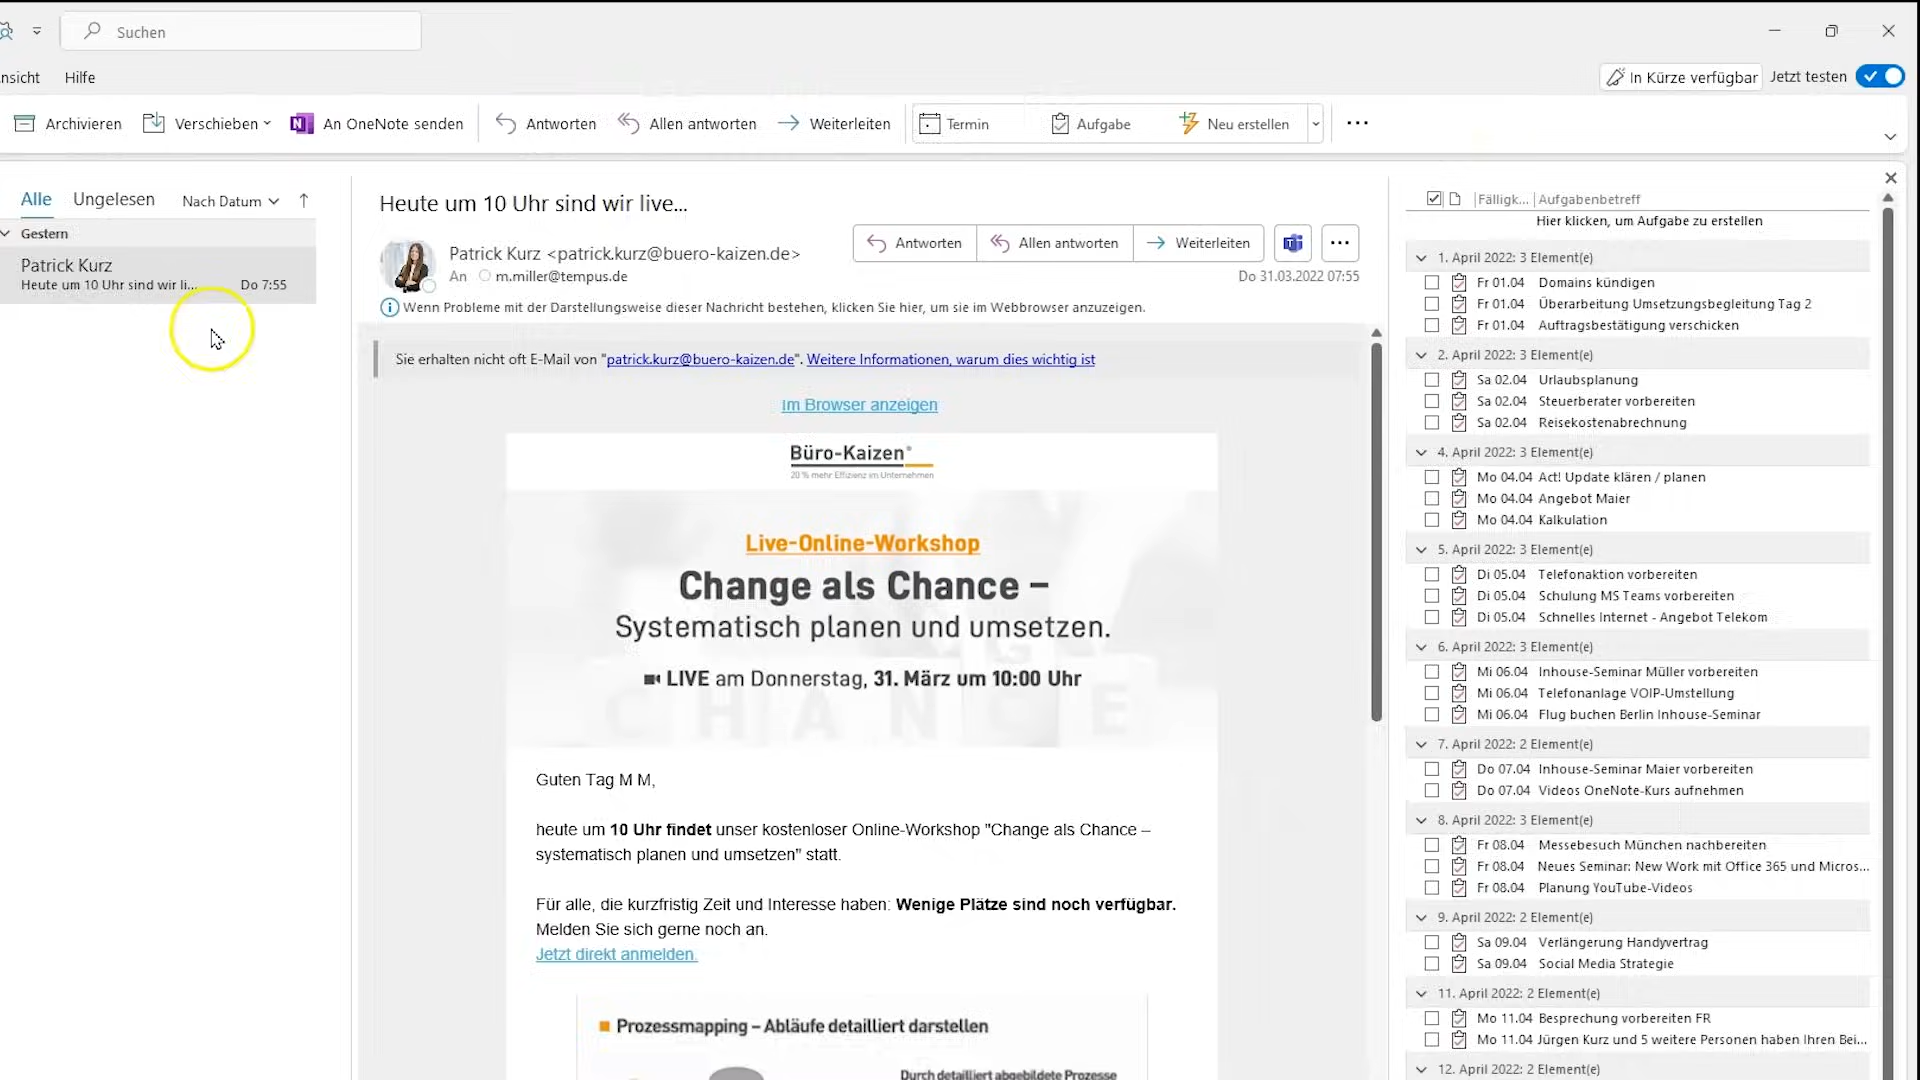 Suchen
nsicht Hilfe
In Kürze verfügbar Jetzt testen
Archivieren Verschieben An OneNote senden Antworten Allen antworten Weiterleiten Termin Aufgabe Neu erstellen
Alle Ungelesen Nach Datum
Gestern
Patrick Kurz
Heute um 10 Uhr sind wir li... Do 7:55
Heute um 10 Uhr sind wir live...
Patrick Kurz <patrick.kurz@buero-kaizen.de>
An m.miller@tempus.de
Antworten Allen antworten Weiterleiten
Do 31.03.2022 07:55
Wenn Probleme mit der Darstellungsweise dieser Nachricht bestehen, klicken Sie hier, um sie im Webbrowser anzuzeigen.
Sie erhalten nicht oft E-Mail von "patrick.kurz@buero-kaizen.de". Weitere Informationen, warum dies wichtig ist
Im Browser anzeigen
Büro-Kaizen®
20 % mehr Effizienz im Unternehmen
Live-Online-Workshop
Change als Chance –
Systematisch planen und umsetzen.
LIVE am Donnerstag, 31. März um 10:00 Uhr
CHANCE
Guten Tag M M,
heute um 10 Uhr findet unser kostenloser Online-Workshop "Change als Chance –
systematisch planen und umsetzen" statt.
Für alle, die kurzfristig Zeit und Interesse haben: Wenige Plätze sind noch verfügbar.
Melden Sie sich gerne noch an.
Jetzt direkt anmelden.
Prozessmapping – Abläufe detailliert darstellen
Durch detailliert abgebildete Prozesse
Fälligk... Aufgabenbetreff
Hier klicken, um Aufgabe zu erstellen
1. April 2022: 3 Element(e)
Fr 01.04 Domains kündigen
Fr 01.04 Überarbeitung Umsetzungsbegleitung Tag 2
Fr 01.04 Auftragsbestätigung verschicken
2. April 2022: 3 Element(e)
Sa 02.04 Urlaubsplanung
Sa 02.04 Steuerberater vorbereiten
Sa 02.04 Reisekostenabrechnung
4. April 2022: 3 Element(e)
Mo 04.04 Act! Update klären / planen
Mo 04.04 Angebot Maier
Mo 04.04 Kalkulation
5. April 2022: 3 Element(e)
Di 05.04 Telefonaktion vorbereiten
Di 05.04 Schulung MS Teams vorbereiten
Di 05.04 Schnelles Internet - Angebot Telekom
6. April 2022: 3 Element(e)
Mi 06.04 Inhouse-Seminar Müller vorbereiten
Mi 06.04 Telefonanlage VOIP-Umstellung
Mi 06.04 Flug buchen Berlin Inhouse-Seminar
7. April 2022: 2 Element(e)
Do 07.04 Inhouse-Seminar Maier vorbereiten
Do 07.04 Videos OneNote-Kurs aufnehmen
8. April 2022: 3 Element(e)
Fr 08.04 Messebesuch München nachbereiten
Fr 08.04 Neues Seminar: New Work mit Office 365 und Micros...
Fr 08.04 Planung YouTube-Videos
9. April 2022: 2 Element(e)
Sa 09.04 Verlängerung Handyvertrag
Sa 09.04 Social Media Strategie
11. April 2022: 2 Element(e)
Mo 11.04 Besprechung vorbereiten FR
Mo 11.04 Jürgen Kurz und 5 weitere Personen haben Ihren Bei...
12. April 2022: 2 Element(e)